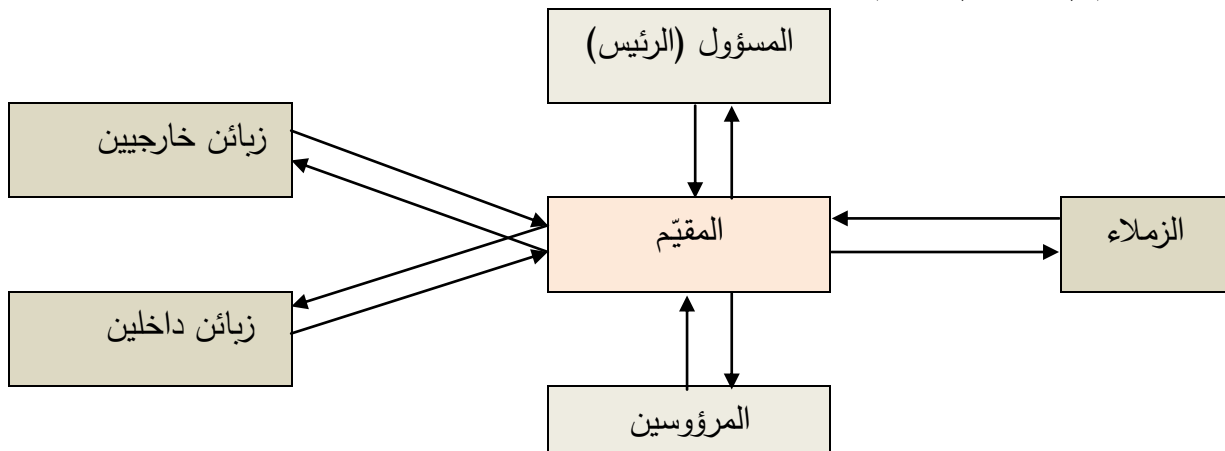 المسؤول (الرئيس)
زبائن خارجيين
المقيّم
الزملاء
زبائن داخلين
المرؤوسين